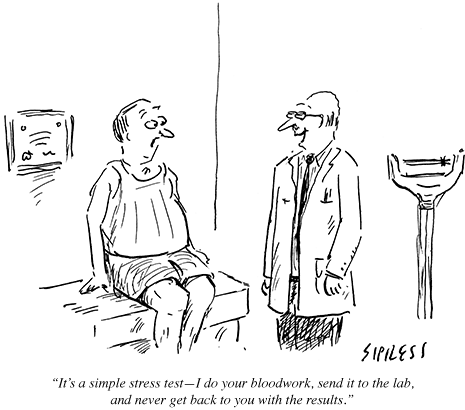 SIPRESS
“It’s a simple stress test—I do your bloodwork, send it to the lab,
and never get back to you with the results.”